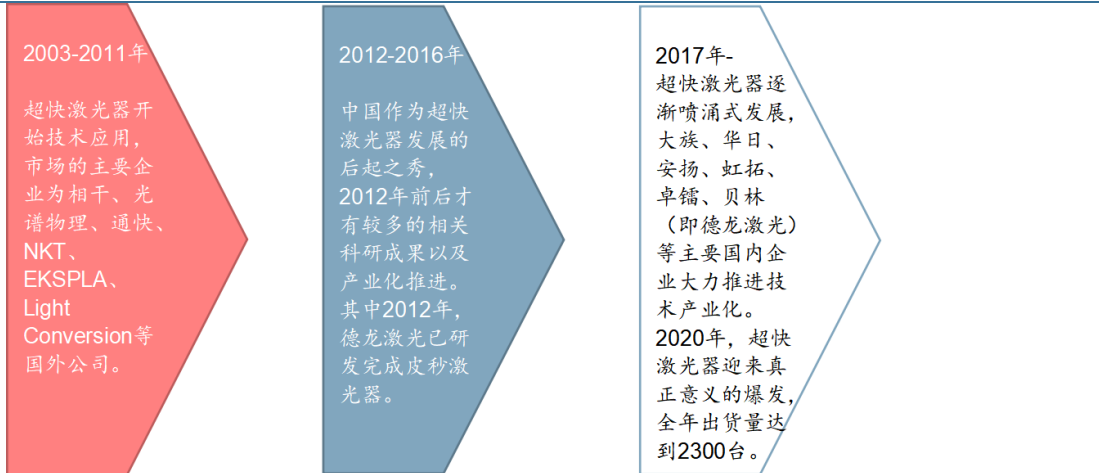 2003-2011年
超快激光器开
始技术应用，
市场的主要企
业为相干、光
谱物理、通快、
NKT、
EKSPLA、
Light
Conversion等
国外公司。
2012-2016年
中国作为超快
激光器发展的
后起之秀，
2012年前后才
有较多的相关
科研成果以及
产业化推进。
其中2012年，
德龙激光已研
发完成皮秒激
光器。
2017年-
超快激光器逐
渐喷涌式发展，
大族、华日、
安扬、虹拓、
卓镭、贝林
（即德龙激光）
等主要国内企
业大力推进技
术产业化。
2020年，超快
激光器迎来真
正意义的爆发，
全年出货量达
到2300台。